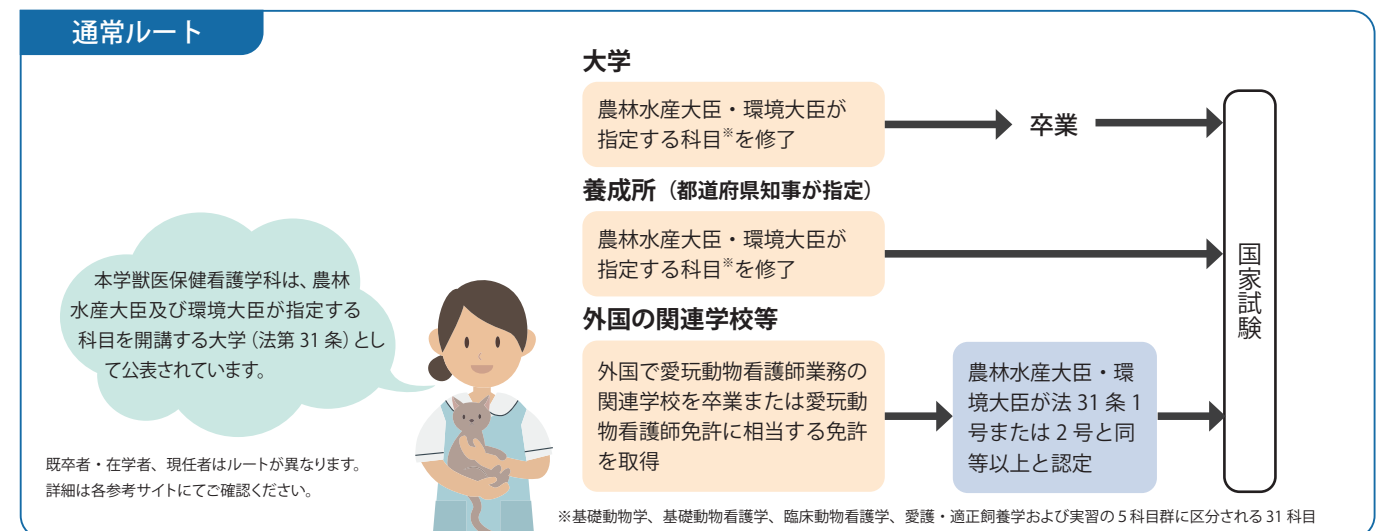 通常ルート
大学
農林水産大臣・環境大臣が
指定する科目※を修了
卒業
養成所（都道府県知事が指定）
農林水産大臣・環境大臣が
指定する科目※を修了
外国の関連学校等
外国で愛玩動物看護師業務の
関連学校を卒業または愛玩動
物看護師免許に相当する免許
を取得
農林水産大臣・環
境大臣が法 31 条 1
号または 2 号と同
等以上と認定
国家試験
本学獣医保健看護学科は、農林
水産大臣及び環境大臣が指定する
科目を開講する大学（法第 31 条）とし
て公表されています。
既卒者・在学者、現任者はルートが異なります。
詳細は各参考サイトにてご確認ください。
※基礎動物学、基礎動物看護学、臨床動物看護学、愛護・適正飼養学および実習の 5 科目群に区分される 31 科目